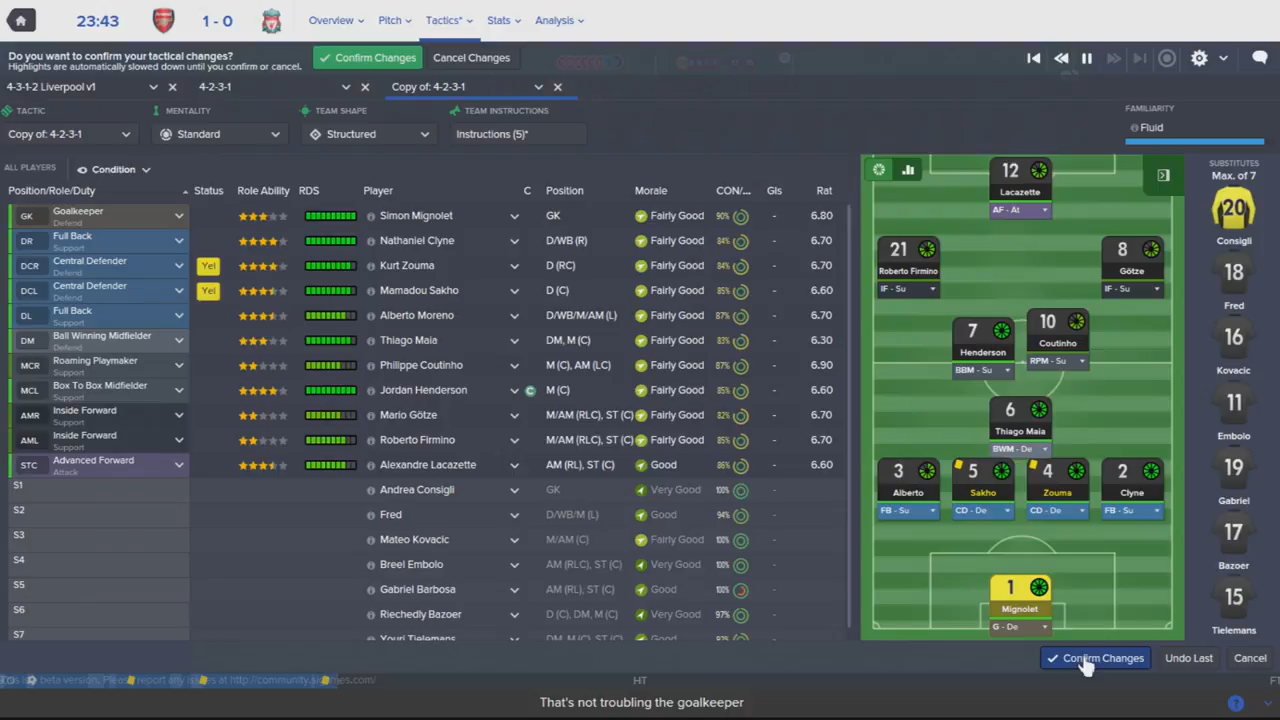 23:43
1 - 0
Overview
Pitch
Tactics*
Stats
Analysis
Do you want to confirm your tactical changes?
Highlights are automatically slowed down until you confirm or cancel.
Confirm Changes
Cancel Changes
4-3-1-2 Liverpool v1
4-2-3-1
Copy of: 4-2-3-1
TACTIC
MENTALITY
TEAM SHAPE
TEAM INSTRUCTIONS
FAMILIARITY
Copy of: 4-2-3-1
Standard
Structured
Instructions (5)*
Fluid
ALL PLAYERS
Condition
Position/Role/Duty Status Role Ability RDS Player C Position Morale CON/... Gls Rat
GK Goalkeeper Defend Simon Mignolet GK Fairly Good 90% - 6.80
DR Full Back Support Nathaniel Clyne D/WB (R) Fairly Good 84% - 6.70
DCR Central Defender Defend Yel Kurt Zouma D (RC) Fairly Good 84% - 6.70
DCL Central Defender Defend Yel Mamadou Sakho D (C) Fairly Good 85% - 6.60
DL Full Back Support Alberto Moreno D/WB/M/AM (L) Fairly Good 87% - 6.70
DM Ball Winning Midfielder Defend Thiago Maia DM, M (C) Fairly Good 83% - 6.30
MCR Roaming Playmaker Support Philippe Coutinho M (C), AM (LC) Fairly Good 87% - 6.90
MCL Box To Box Midfielder Support Jordan Henderson C M (C) Fairly Good 85% - 6.60
AMR Inside Forward Support Mario Götze M/AM (RLC), ST (C) Fairly Good 82% - 6.70
AML Inside Forward Support Roberto Firmino M/AM (RLC), ST (C) Fairly Good 87% - 6.70
STC Advanced Forward Attack Alexandre Lacazette AM (RL), ST (C) Good 86% - 6.60
S1 Andrea Consigli GK Very Good 100%
S2 Fred D/WB/M (L) Good 94%
S3 Mateo Kovacic M/AM (C) Fairly Good 100%
S4 Breel Embolo AM (RLC), ST (C) Very Good 100%
S5 Gabriel Barbosa AM (RL), ST (C) Good 100%
S6 Riechedly Bazoer D (C), DM, M (C) Very Good 97%
S7 Youri Tielemans DM, M (C), ST (C) Good 92%
12
Lacazette
AF - At
21
Roberto Firmino
IF - Su
8
Götze
IF - Su
7
Henderson
BBM - Su
10
Coutinho
RPM - Su
6
Thiago Maia
BWM - De
3
Alberto
FB - Su
5
Sakho
CD - De
4
Zouma
CD - De
2
Clyne
FB - Su
1
Mignolet
G - De
SUBSTITUTES
Max. of 7
20
Consigli
18
Fred
16
Kovacic
11
Embolo
19
Gabriel
17
Bazoer
15
Tielemans
Confirm Changes
Undo Last
Cancel
HT
FT
That's not troubling the goalkeeper